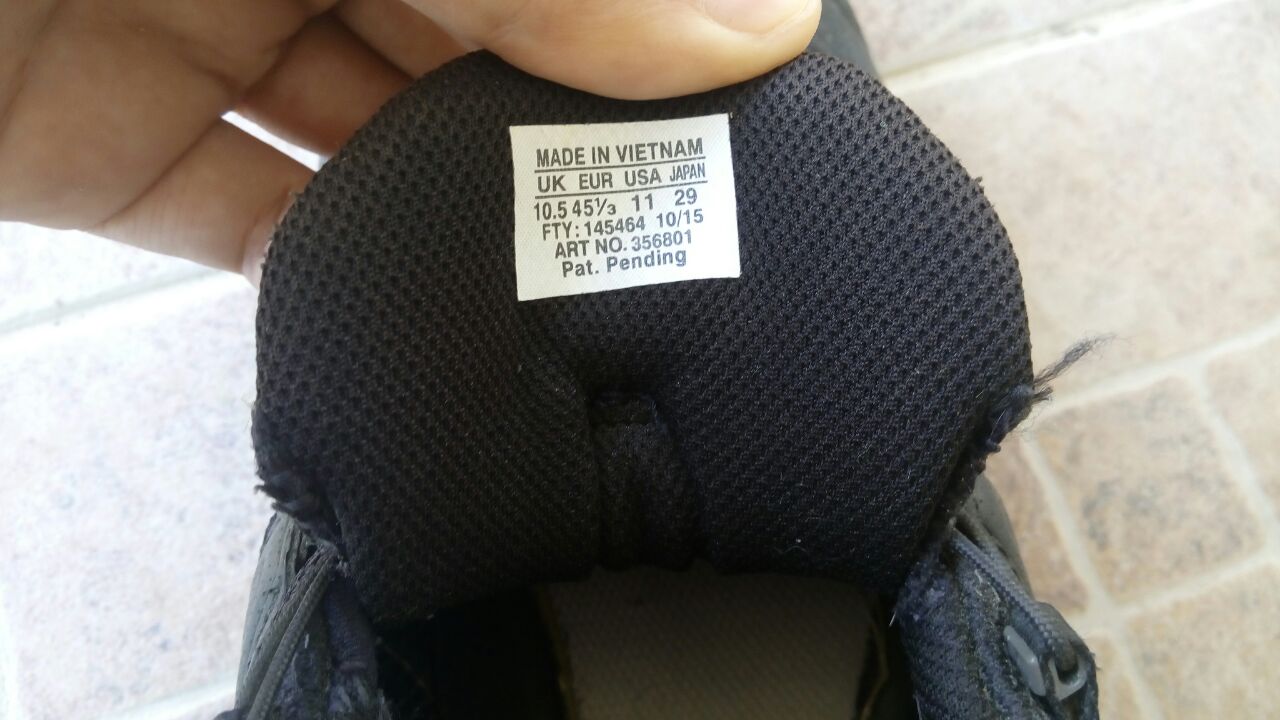 MADE IN VIETNAM
UK EUR USA JAPAN
10.5 45⅓ 11 29
FTY: 145464 10/15
ART NO. 356801
Pat. Pending